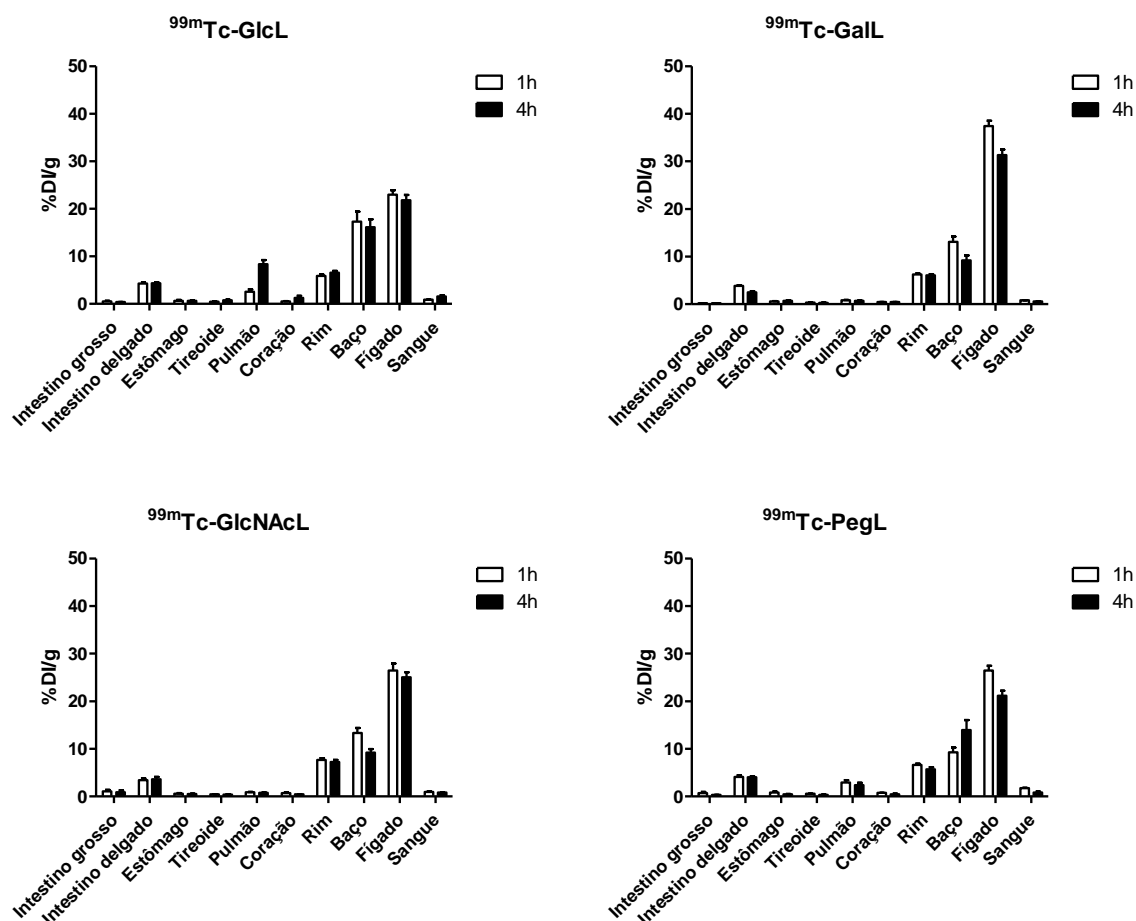 99mTc-GlcL
50
40
30
20
10
0
%DI/g
1h
4h
Intestino grosso
Intestino delgado
Estômago
Tireoide
Pulmão
Coração
Rim
Baço
Fígado
Sangue
99mTc-GalL
50
40
30
20
10
0
%DI/g
1h
4h
Intestino grosso
Intestino delgado
Estômago
Tireoide
Pulmão
Coração
Rim
Baço
Fígado
Sangue
99mTc-GlcNAcL
50
40
30
20
10
0
%DI/g
1h
4h
Intestino grosso
Intestino delgado
Estômago
Tireoide
Pulmão
Coração
Rim
Baço
Fígado
Sangue
99mTc-PegL
50
40
30
20
10
0
%DI/g
1h
4h
Intestino grosso
Intestino delgado
Estômago
Tireoide
Pulmão
Coração
Rim
Baço
Fígado
Sangue